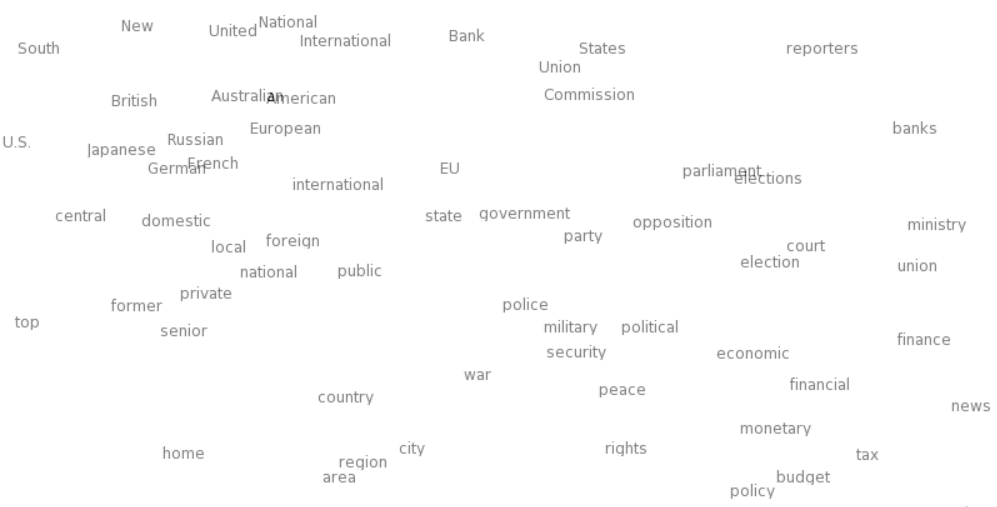 New
National
United
International
Bank
South
States
reporters
Union
British
Australian
a
American
Commission
European
banks
U.S.
Russian
Japanese
French
German
EU
parliament
elections
international
central
domestic
state
government
opposition
ministry
party
local
foreign
court
national
public
election
union
private
former
police
top
senior
military
political
security
economic
finance
war
country
peace
financial
news
monetary
home
region
city
rights
tax
area
budget
policy